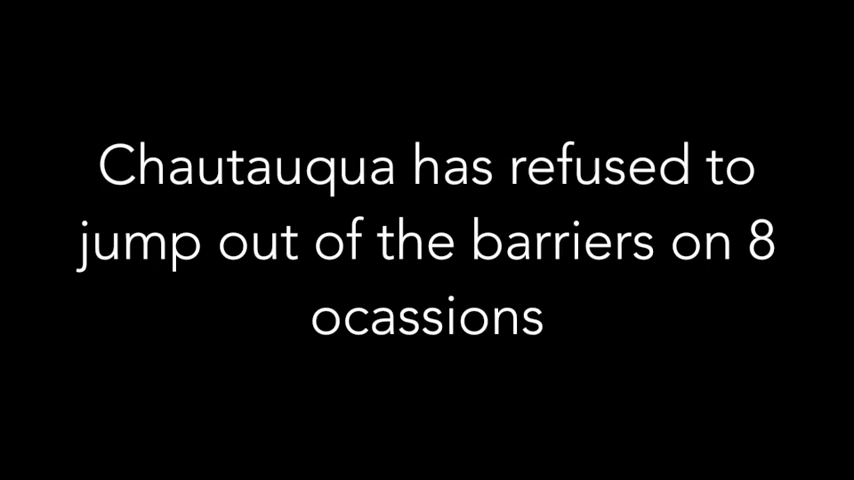 Chautauqua has refused to
jump out of the barriers on 8
ocassions